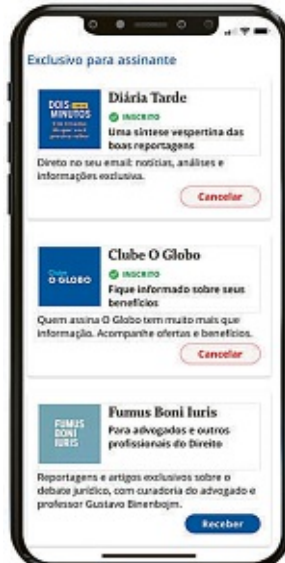 Exclusivo para assinante
DOIS
MINUTOS
Diária Tarde
INSCRITO
Uma síntese vespertina das
boas reportagens
Direto no seu email: notícias, análises e
informações exclusiva.
Cancelar
Clube
O GLOBO
Clube O Globo
INSCRITO
Fique informado sobre seus
benefícios
Quem assina O Globo tem muito mais que
informação. Acompanhe ofertas e benefícios.
Cancelar
FUMUS
BONI
IURIS
Fumus Boni Iuris
Para advogados e outros
profissionais do Direito
Reportagens e artigos exclusivos sobre o
debate jurídico, com curadoria do advogado e
professor Gustavo Binenbojm.
Receber